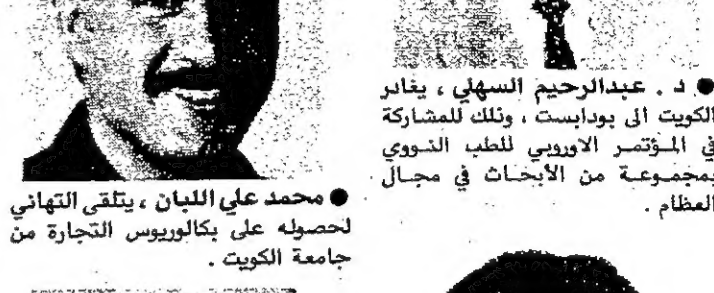 ● د . عبدالرحيم السهلي ، يغادر
الكويت الى بودابست ، وذلك للمشاركة
في المؤتمر الاوروبي للطب النووي
بمجموعة من الأبحاث في مجال
العظام .
● محمد علي اللبان ، يتلقى التهاني
لحصوله على بكالوريوس التجارة من
جامعة الكويت .